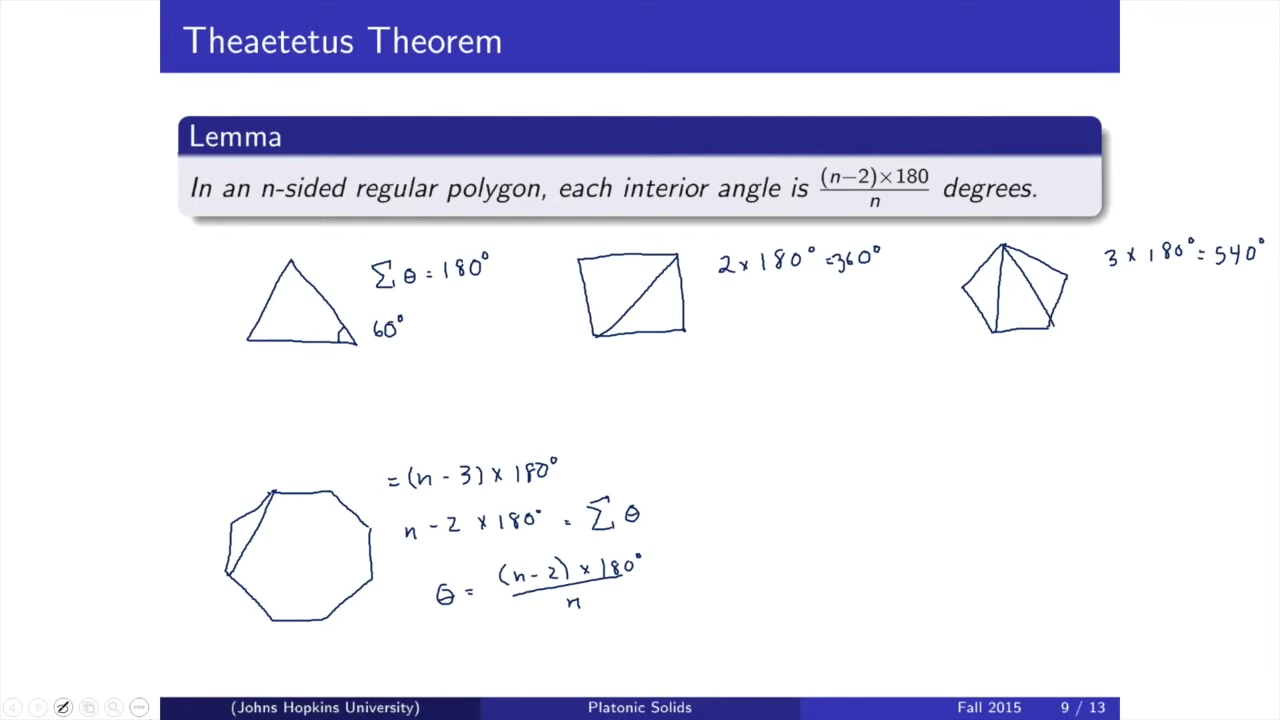 Theaetetus Theorem
Lemma
In an n-sided regular polygon, each interior angle is (n−2)×180/n degrees.
∑ θ = 180°
60°
2 × 180° = 360°
3 × 180° = 540°
= (n - 3) × 180°
n - 2 × 180° = ∑ θ
θ = (n - 2) × 180° / n
(Johns Hopkins University) Platonic Solids Fall 2015 9 / 13